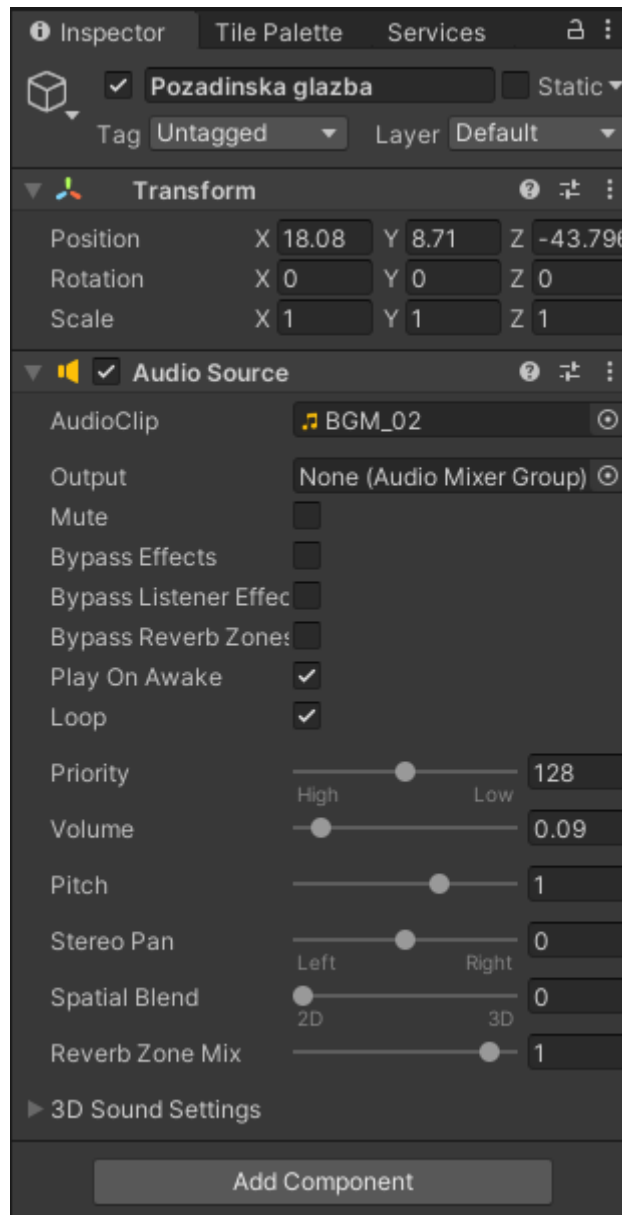 Inspector Tile Palette Services
Pozadinska glazba Static
Tag Untagged Layer Default
Transform
Position X 18.08 Y 8.71 Z -43.796
Rotation X 0 Y 0 Z 0
Scale X 1 Y 1 Z 1
Audio Source
AudioClip BGM_02
Output None (Audio Mixer Group)
Mute
Bypass Effects
Bypass Listener Effec
Bypass Reverb Zones
Play On Awake
Loop
Priority 128
High Low
Volume 0.09
Pitch 1
Stereo Pan 0
Left Right
Spatial Blend 0
2D 3D
Reverb Zone Mix 1
3D Sound Settings
Add Component